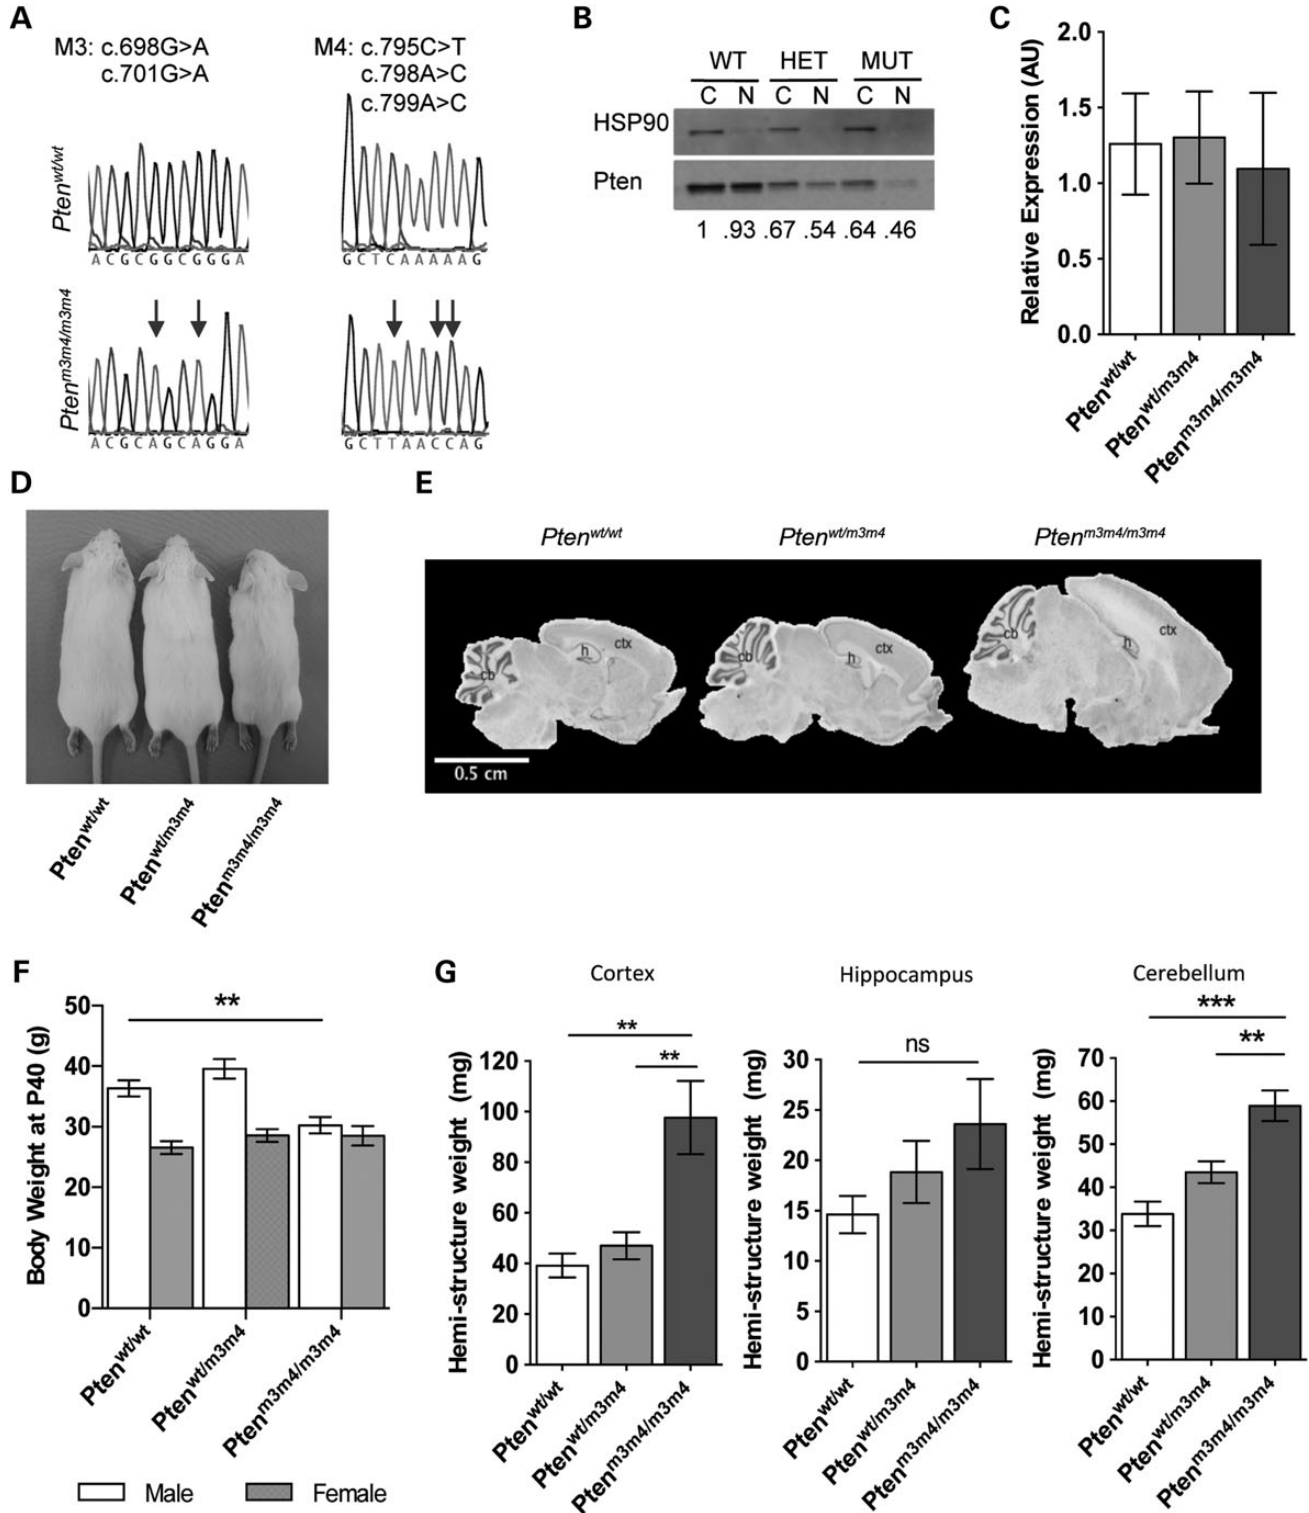 A
M3: c.698G>A
c.701G>A
M4: c.795C>T
c.798A>C
c.799A>C
Pten wt/wt
A C G C G G C G G G A
G C T C A A A A A G
Pten m3m4/m3m4
A C G C A G C A G G A
G C T T A A C C A G
B
WT HET MUT
C N C N C N
HSP90
Pten
1 .93 .67 .54 .64 .46
C
Relative Expression (AU)
2.0
1.5
1.0
0.5
0.0
Pten wt/wt
Pten wt/m3m4
Pten m3m4/m3m4
D
Pten wt/wt
Pten wt/m3m4
Pten m3m4/m3m4
E
Pten wt/wt
Pten wt/m3m4
Pten m3m4/m3m4
cb h ctx
cb h ctx
cb h ctx
0.5 cm
F
Body Weight at P40 (g)
50
40
30
20
10
0
**
Pten wt/wt
Pten wt/m3m4
Pten m3m4/m3m4
Male
Female
G
Cortex
**
**
Hemi-structure weight (mg)
120
100
80
60
40
20
0
Pten wt/wt
Pten wt/m3m4
Pten m3m4/m3m4
Hippocampus
ns
Hemi-structure weight (mg)
30
25
20
15
10
5
0
Pten wt/wt
Pten wt/m3m4
Pten m3m4/m3m4
Cerebellum
***
**
Hemi-structure weight (mg)
70
60
50
40
30
20
10
0
Pten wt/wt
Pten wt/m3m4
Pten m3m4/m3m4